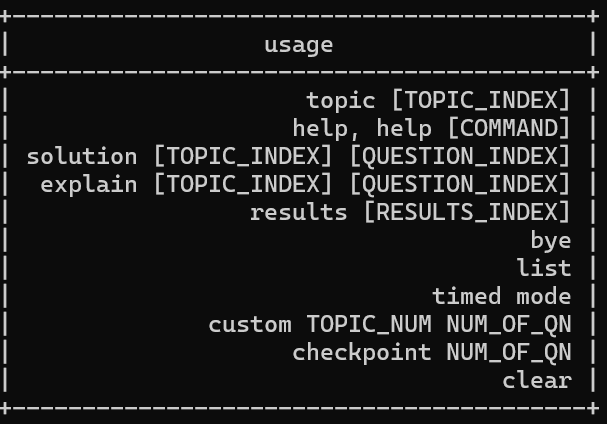 usage
topic [TOPIC_INDEX]
help, help [COMMAND]
solution [TOPIC_INDEX] [QUESTION_INDEX]
explain [TOPIC_INDEX] [QUESTION_INDEX]
results [RESULTS_INDEX]
bye
list
timed mode
custom TOPIC_NUM NUM_OF_QN
checkpoint NUM_OF_QN
clear